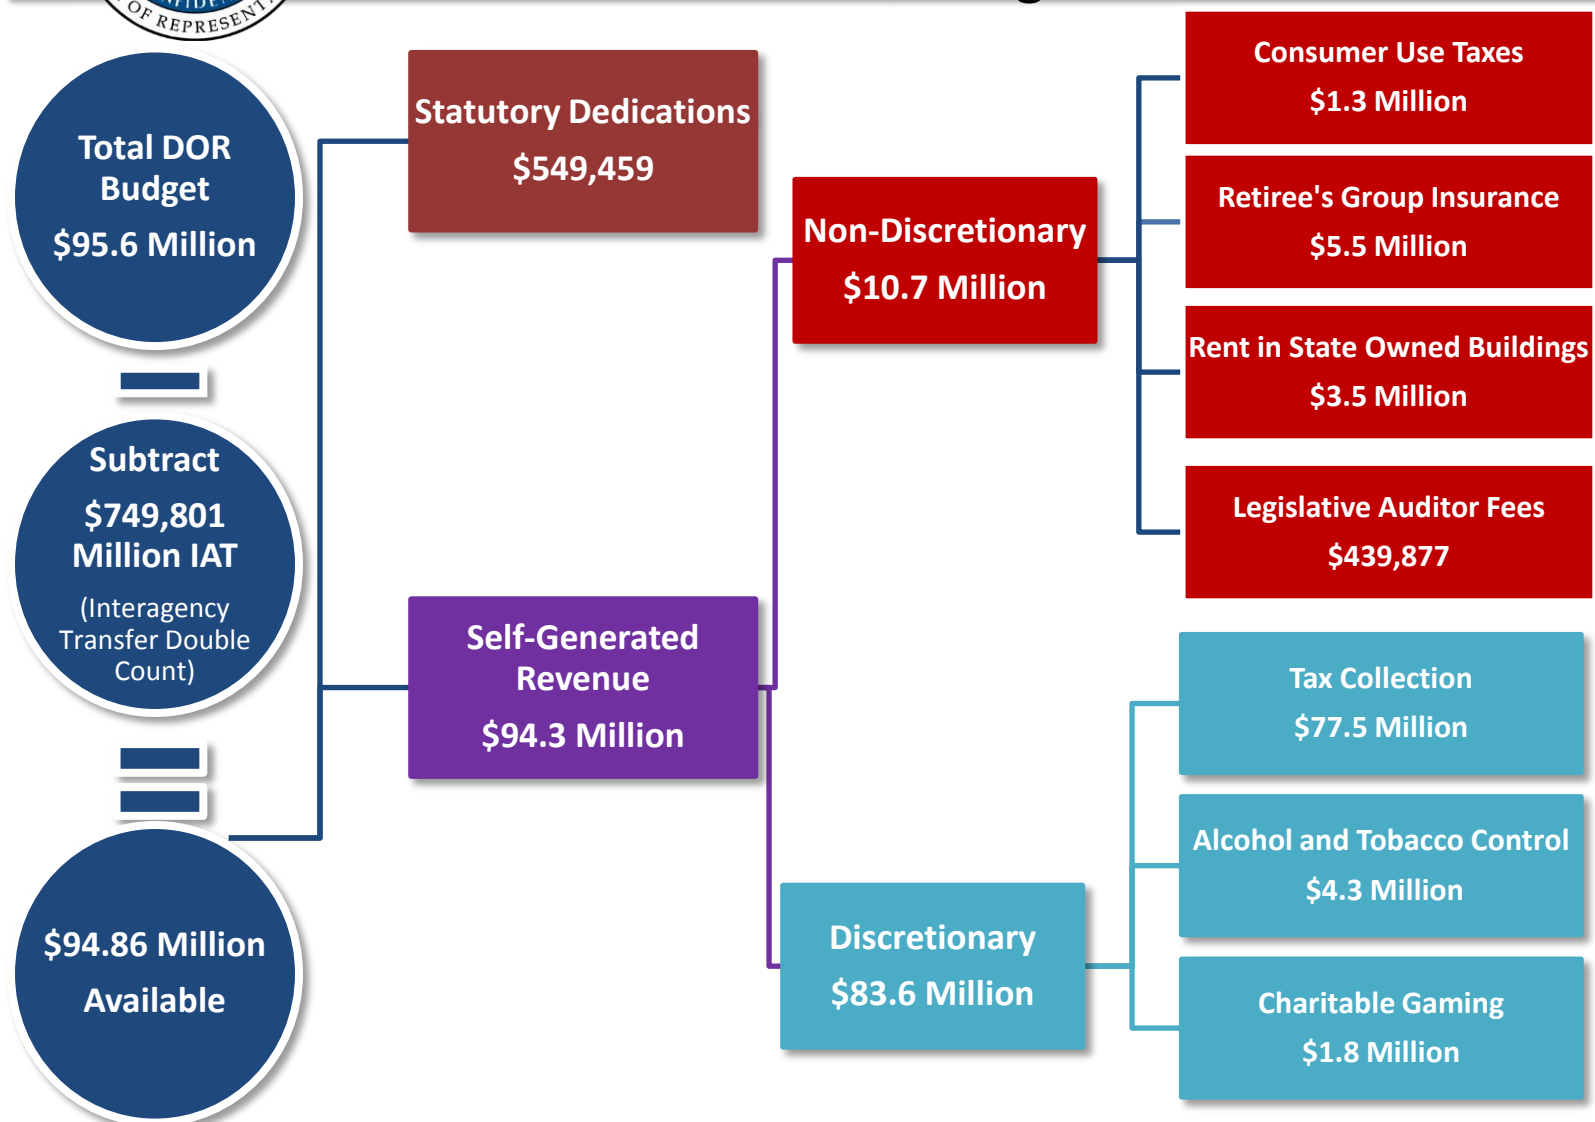 OF REPRESENT
Total DOR
Budget
$95.6 Million
Subtract
$749,801
Million IAT
(Interagency
Transfer Double
Count)
$94.86 Million
Available
Statutory Dedications
$549,459
Self-Generated
Revenue
$94.3 Million
Non-Discretionary
$10.7 Million
Discretionary
$83.6 Million
Consumer Use Taxes
$1.3 Million
Retiree's Group Insurance
$5.5 Million
Rent in State Owned Buildings
$3.5 Million
Legislative Auditor Fees
$439,877
Tax Collection
$77.5 Million
Alcohol and Tobacco Control
$4.3 Million
Charitable Gaming
$1.8 Million